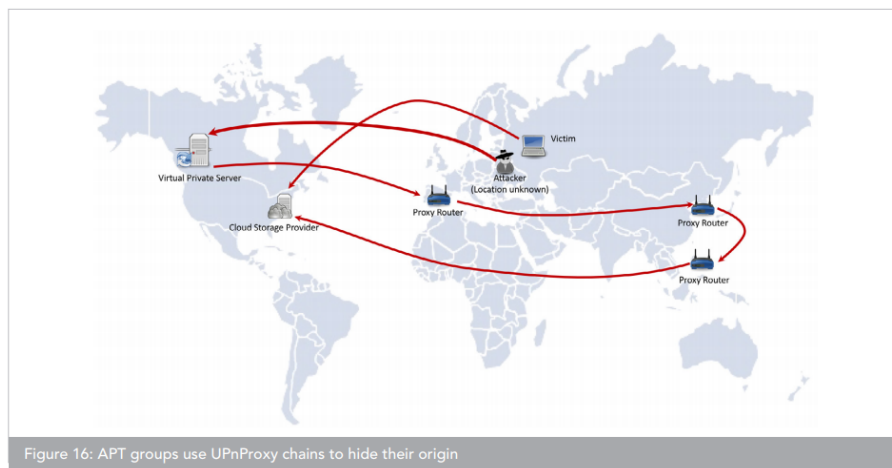 Victim
Virtual Private Server
Attacker
(Location unknown)
Cloud Storage Provider
Proxy Router
Proxy Router
Proxy Router
Figure 16: APT groups use UPnProxy chains to hide their origin